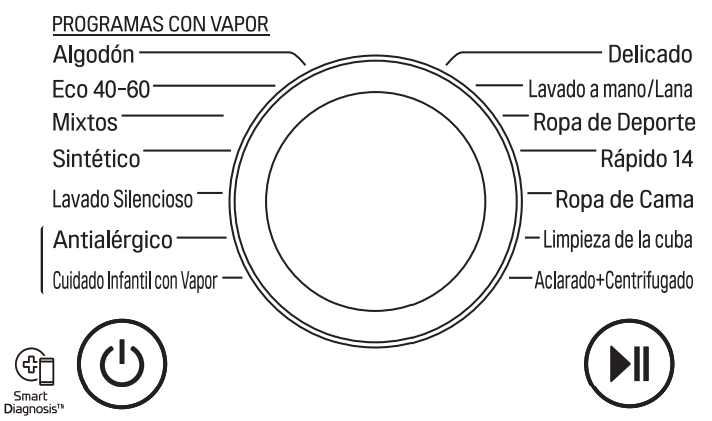 PROGRAMAS CON VAPOR
Algodón
Eco 40-60
Mixtos
Sintético
Lavado Silencioso
Antialérgico
Cuidado Infantil con Vapor
Delicado
Lavado a mano/Lana
Ropa de Deporte
Rápido 14
Ropa de Cama
Limpieza de la cuba
Aclarado+Centrifugado
Smart
Diagnosis™